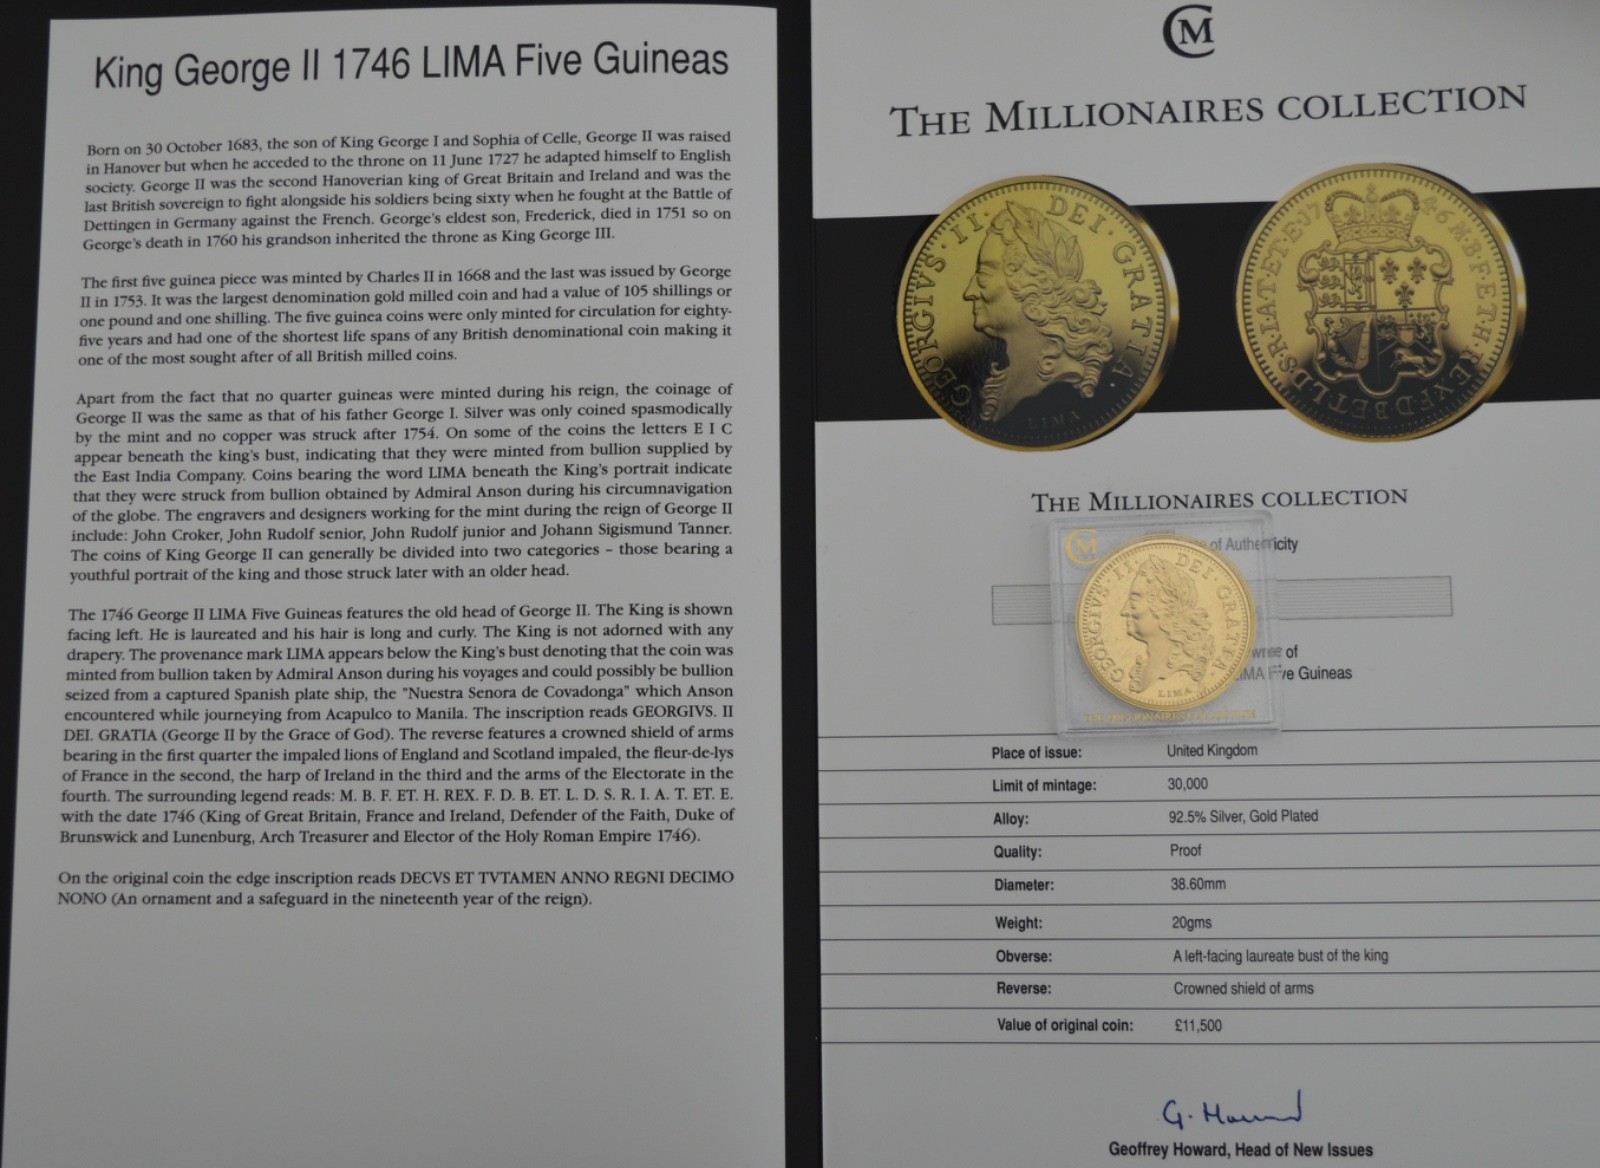 King George II 1746 LIMA Five Guineas
Born on 30 October 1683, the son of King George I and Sophia of Celle, George II was raised
in Hanover but when he acceded to the throne on 11 June 1727 he adapted himself to English
society. George II was the second Hanoverian king of Great Britain and Ireland and was the
last British sovereign to fight alongside his soldiers being sixty when he fought at the Battle of
Dettingen in Germany against the French. George's eldest son, Frederick, died in 1751 so on
George's death in 1760 his grandson inherited the throne as King George III.
The first five guinea piece was minted by Charles II in 1668 and the last was issued by George
II in 1753. It was the largest denomination gold milled coin and had a value of 105 shillings or
one pound and one shilling. The five guinea coins were only minted for circulation for eighty-
five years and had one of the shortest life spans of any British denominational coin making it
one of the most sought after of all British milled coins.
Apart from the fact that no quarter guineas were minted during his reign, the coinage of
George II was the same as that of his father George I. Silver was only coined spasmodically
by the mint and no copper was struck after 1754. On some of the coins the letters E I C
appear beneath the king's bust, indicating that they were minted from bullion supplied by
the East India Company. Coins bearing the word LIMA beneath the King's portrait indicate
that they were struck from bullion obtained by Admiral Anson during his circumnavigation
of the globe. The engravers and designers working for the mint during the reign of George II
include: John Croker, John Rudolf senior, John Rudolf junior and Johann Sigismund Tanner.
The coins of King George II can generally be divided into two categories – those bearing a
youthful portrait of the king and those struck later with an older head.
The 1746 George II LIMA Five Guineas features the old head of George II. The King is shown
facing left. He is laureated and his hair is long and curly. The King is not adorned with any
drapery. The provenance mark LIMA appears below the King's bust denoting that the coin was
minted from bullion taken by Admiral Anson during his voyages and could possibly be bullion
seized from a captured Spanish plate ship, the "Nuestra Senora de Covadonga" which Anson
encountered while journeying from Acapulco to Manila. The inscription reads GEORGIVS. II
DEI. GRATIA (George II by the Grace of God). The reverse features a crowned shield of arms
bearing in the first quarter the impaled lions of England and Scotland impaled, the fleur-de-lys
of France in the second, the harp of Ireland in the third and the arms of the Electorate in the
fourth. The surrounding legend reads: M. B. F. ET. H. REX. F. D. B. ET. L. D. S. R. I. A. T. ET. E.
with the date 1746 (King of Great Britain, France and Ireland, Defender of the Faith, Duke of
Brunswick and Lunenburg, Arch Treasurer and Elector of the Holy Roman Empire 1746).
On the original coin the edge inscription reads DECVS ET TVTAMEN ANNO REGNI DECIMO
NONO (An ornament and a safeguard in the nineteenth year of the reign).
CM
THE MILLIONAIRES COLLECTION
GEORGIVS·II· DEI·GRATIA·
LIMA
1746·M·B·F·ET·H·REX·F·D·B·ET·L·D·S·R·I·A·T·ET·E·
THE MILLIONAIRES COLLECTION
of Authenticity
owner of
LIMA Five Guineas
CM
GEORGIVS·II· DEI·GRATIA·
LIMA
THE MILLIONAIRES COLLECTION
Place of issue: United Kingdom
Limit of mintage: 30,000
Alloy: 92.5% Silver, Gold Plated
Quality: Proof
Diameter: 38.60mm
Weight: 20gms
Obverse: A left-facing laureate bust of the king
Reverse: Crowned shield of arms
Value of original coin: £11,500
G. Howard
Geoffrey Howard, Head of New Issues